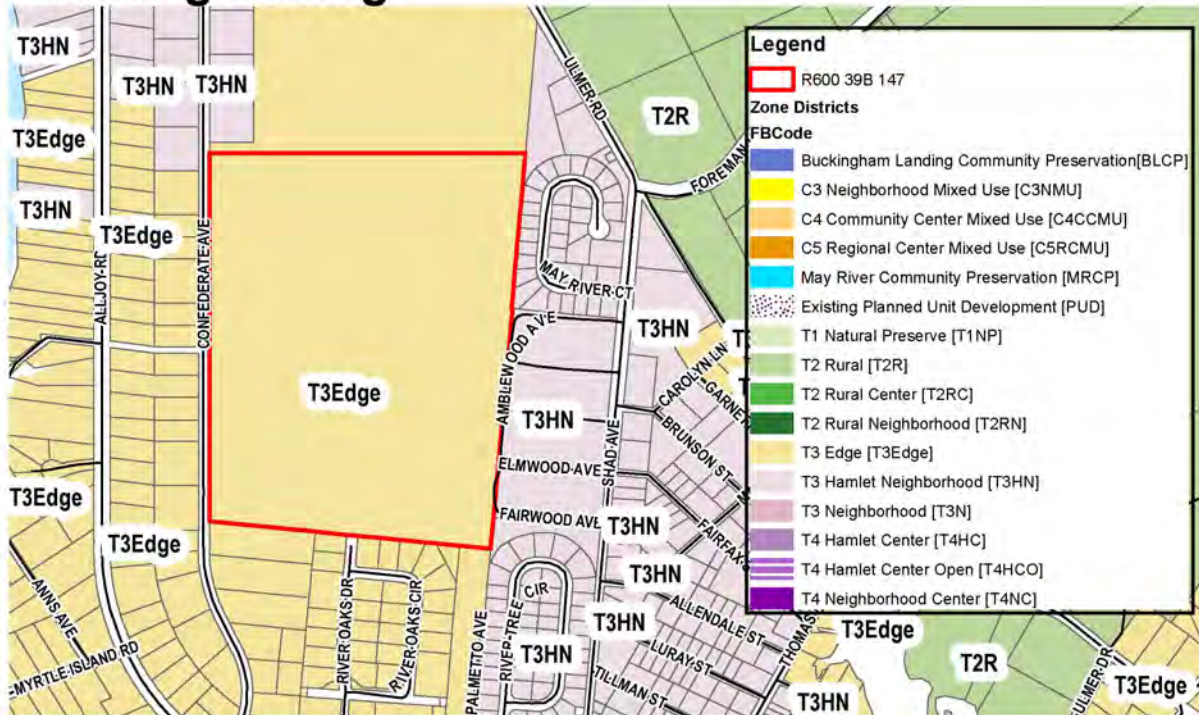 T3HN
T3HN
T3HN
ULMER RD
T2R
FOREMAN
T3Edge
T3HN
T3Edge
ALLJOY RD
CONFEDERATE AVE
MAY RIVER CT
T3HN
AMBLEWOOD AVE
T3Edge
CAROLYN LN
T3HN
BRUNSON ST
SHAD AVE
ELMWOOD AVE
T3Edge
FAIRWOOD AVE
T3HN
FAIRFAX
T3Edge
T3HN
ANNS AVE
RIVER OAKS DR
RIVER OAKS CIR
PALMETTO AVE
RIVER TREE CIR
ALLENDALE ST
T3HN
THOMAS
T3Edge
MYRTLE ISLAND RD
T3HN
LURAY ST
TILLMAN ST
T2R
ULMER DR
T3HN
T3Edge
Legend
R600 39B 147
Zone Districts
FBCode
Buckingham Landing Community Preservation[BLCP]
C3 Neighborhood Mixed Use [C3NMU]
C4 Community Center Mixed Use [C4CCMU]
C5 Regional Center Mixed Use [C5RCMU]
May River Community Preservation [MRCP]
Existing Planned Unit Development [PUD]
T1 Natural Preserve [T1NP]
T2 Rural [T2R]
T2 Rural Center [T2RC]
T2 Rural Neighborhood [T2RN]
T3 Edge [T3Edge]
T3 Hamlet Neighborhood [T3HN]
T3 Neighborhood [T3N]
T4 Hamlet Center [T4HC]
T4 Hamlet Center Open [T4HCO]
T4 Neighborhood Center [T4NC]